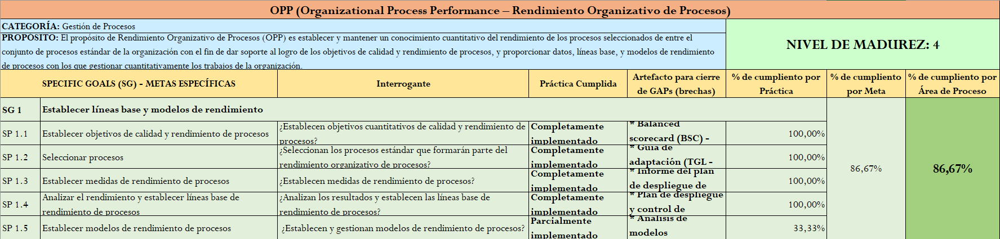 OPP (Organizational Process Performance – Rendimiento Organizativo de Procesos)
CATEGORÍA: Gestión de Procesos
PROPÓSITO: El propósito de Rendimiento Organizativo de Procesos (OPP) es establecer y mantener un conocimiento cuantitativo del rendimiento de los procesos seleccionados de entre el
conjunto de procesos estándar de la organización con el fin de dar soporte al logro de los objetivos de calidad y rendimiento de procesos, y proporcionar datos, líneas base, y modelos de rendimiento
de procesos con los que gestionar cuantitativamente los trabajos de la organización.
NIVEL DE MADUREZ: 4
SPECIFIC GOALS (SG) - METAS ESPECÍFICAS
Interrogante
Práctica Cumplida
Artefacto para cierre
de GAPs (brechas)
% de cumpliento por
Práctica
% de cumpliento
por Meta
% de cumpliento por
Área de Proceso
SG 1
Establecer líneas base y modelos de rendimiento
SP 1.1
Establecer objetivos de calidad y rendimiento de procesos
¿Establecen objetivos cuantitativos de calidad y rendimiento de
procesos?
Completamente
implementado
* Balanced
scorecard (BSC) -
100,00%
SP 1.2
Seleccionar procesos
¿Seleccionan los procesos estándar que formarán parte del
rendimiento organizativo de procesos?
Completamente
implementado
* Guía de
adaptación (TGL -
100,00%
SP 1.3
Establecer medidas de rendimiento de procesos
¿Establecen medidas de rendimiento de procesos?
Completamente
implementado
* Informe del plan
de despliegue de
100,00%
SP 1.4
Analizar el rendimiento y establecer líneas base de
rendimiento de procesos
¿Analizan los resultados y establecen las líneas base de
rendimiento de procesos?
Completamente
implementado
* Plan de despliegue
y control de
100,00%
SP 1.5
Establecer modelos de rendimiento de procesos
¿Establecen y gestionan modelos de rendimiento de procesos?
Parcialmente
implementado
* Análisis de
modelos
33,33%
86,67%
86,67%